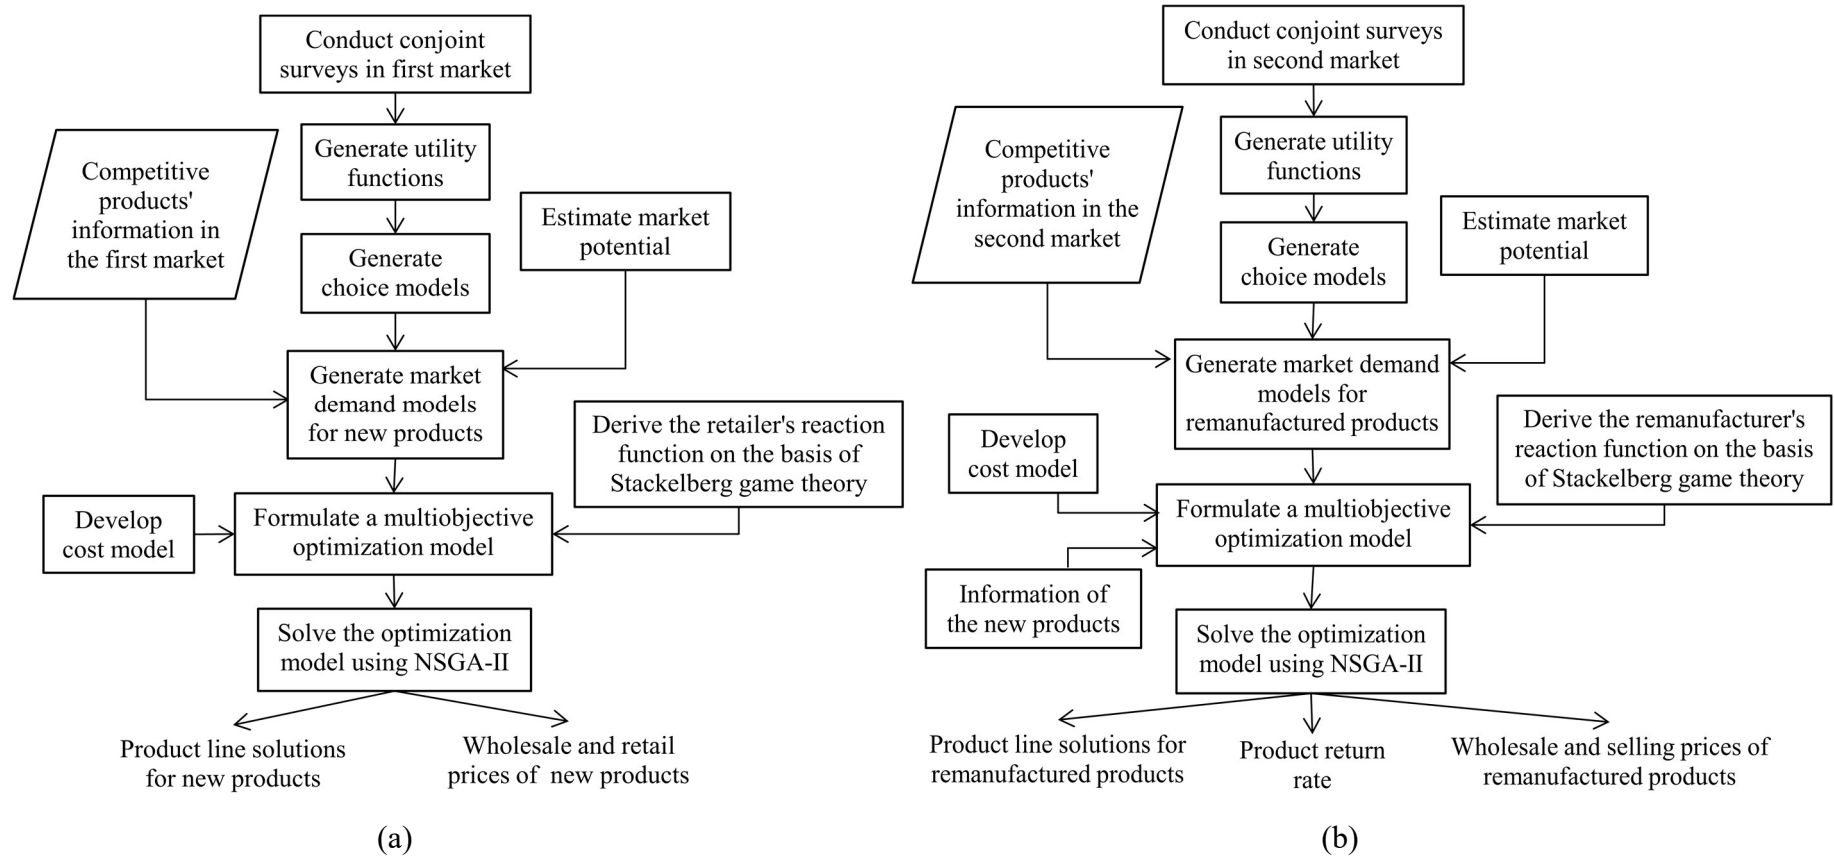 Conduct conjoint
surveys in first market
Generate utility
functions
Competitive
products'
information in
the first market
Estimate market
potential
Generate
choice models
Generate market
demand models
for new products
Derive the retailer's reaction
function on the basis of
Stackelberg game theory
Develop
cost model
Formulate a multiobjective
optimization model
Solve the optimization
model using NSGA-II
Product line solutions
for new products
Wholesale and retail
prices of new products
(a)
Conduct conjoint surveys
in second market
Generate utility
functions
Competitive
products'
information in the
second market
Estimate market
potential
Generate
choice models
Generate market demand
models for
remanufactured products
Develop
cost model
Derive the remanufacturer's
reaction function on the basis
of Stackelberg game theory
Formulate a multiobjective
optimization model
Information of
the new products
Solve the optimization
model using NSGA-II
Product line solutions for
remanufactured products
Product return
rate
Wholesale and selling prices of
remanufactured products
(b)